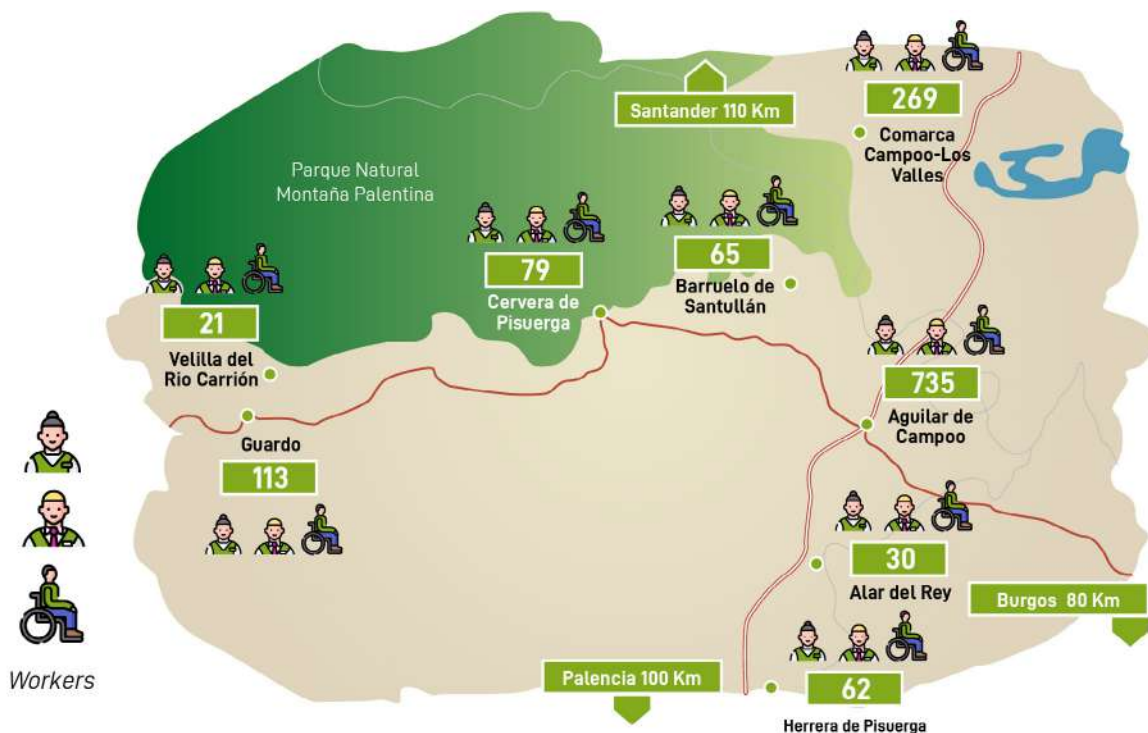 Santander 110 Km
269
Comarca
Campoo-Los
Valles
Parque Natural
Montaña Palentina
65
Barruelo de
Santullán
79
Cervera de
Pisuerga
21
Velilla del
Rio Carrión
735
Aguilar de
Campoo
Guardo
113
30
Alar del Rey
Burgos 80 Km
Palencia 100 Km
62
Herrera de Pisuerga
Workers